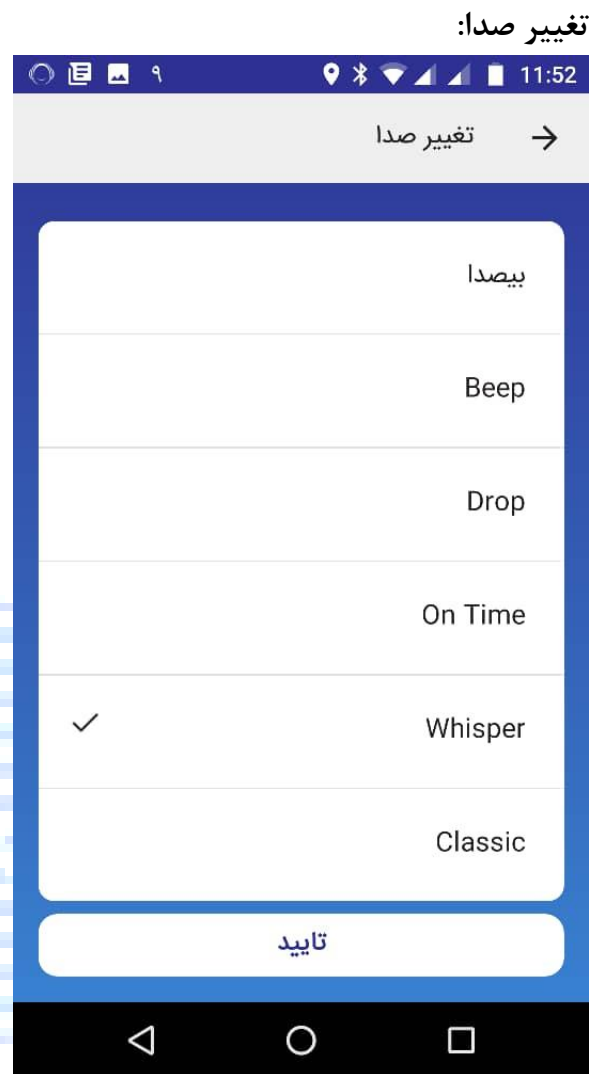 تغییر صدا:
۹ 11:52
تغییر صدا
بیصدا
Beep
Drop
On Time
Whisper
Classic
تایید